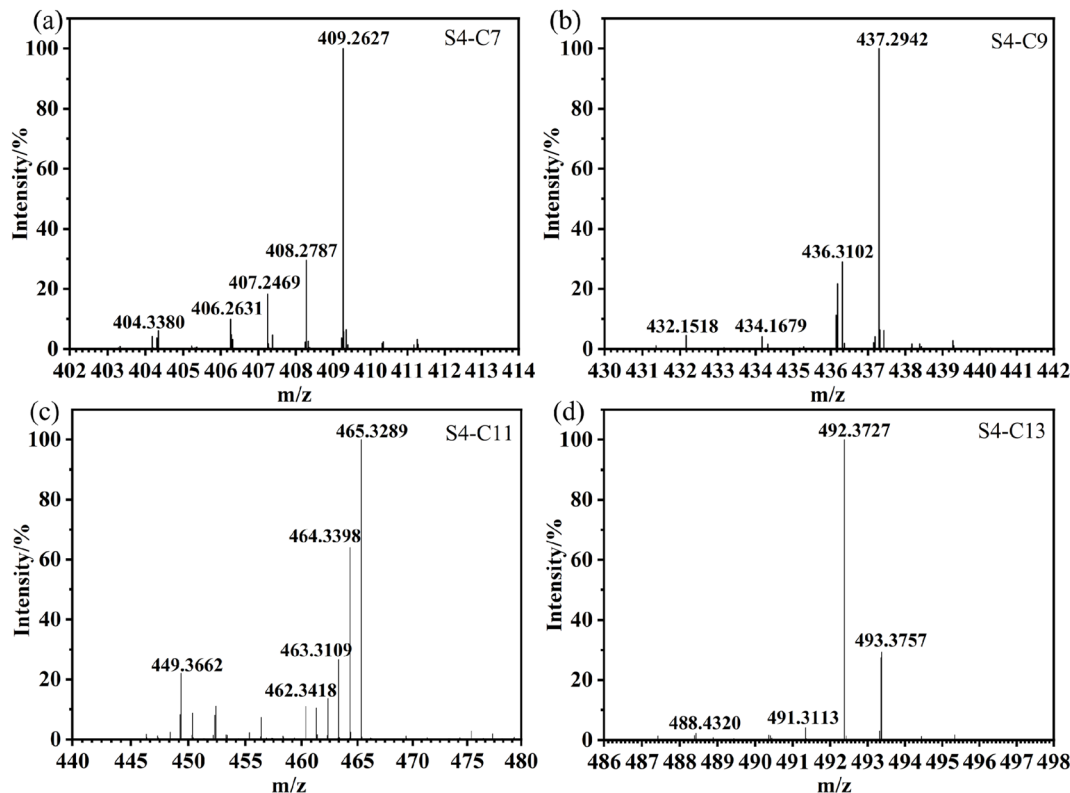 (a)
S4-C7
409.2627
408.2787
407.2469
406.2631
404.3380
Intensity/%
100
80
60
40
20
0
402 403 404 405 406 407 408 409 410 411 412 413 414
m/z
(b)
S4-C9
437.2942
436.3102
432.1518
434.1679
Intensity/%
100
80
60
40
20
0
430 431 432 433 434 435 436 437 438 439 440 441 442
m/z
(c)
S4-C11
465.3289
464.3398
463.3109
449.3662
462.3418
Intensity/%
100
80
60
40
20
0
440 445 450 455 460 465 470 475 480
m/z
(d)
S4-C13
492.3727
493.3757
488.4320
491.3113
Intensity/%
100
80
60
40
20
0
486 487 488 489 490 491 492 493 494 495 496 497 498
m/z